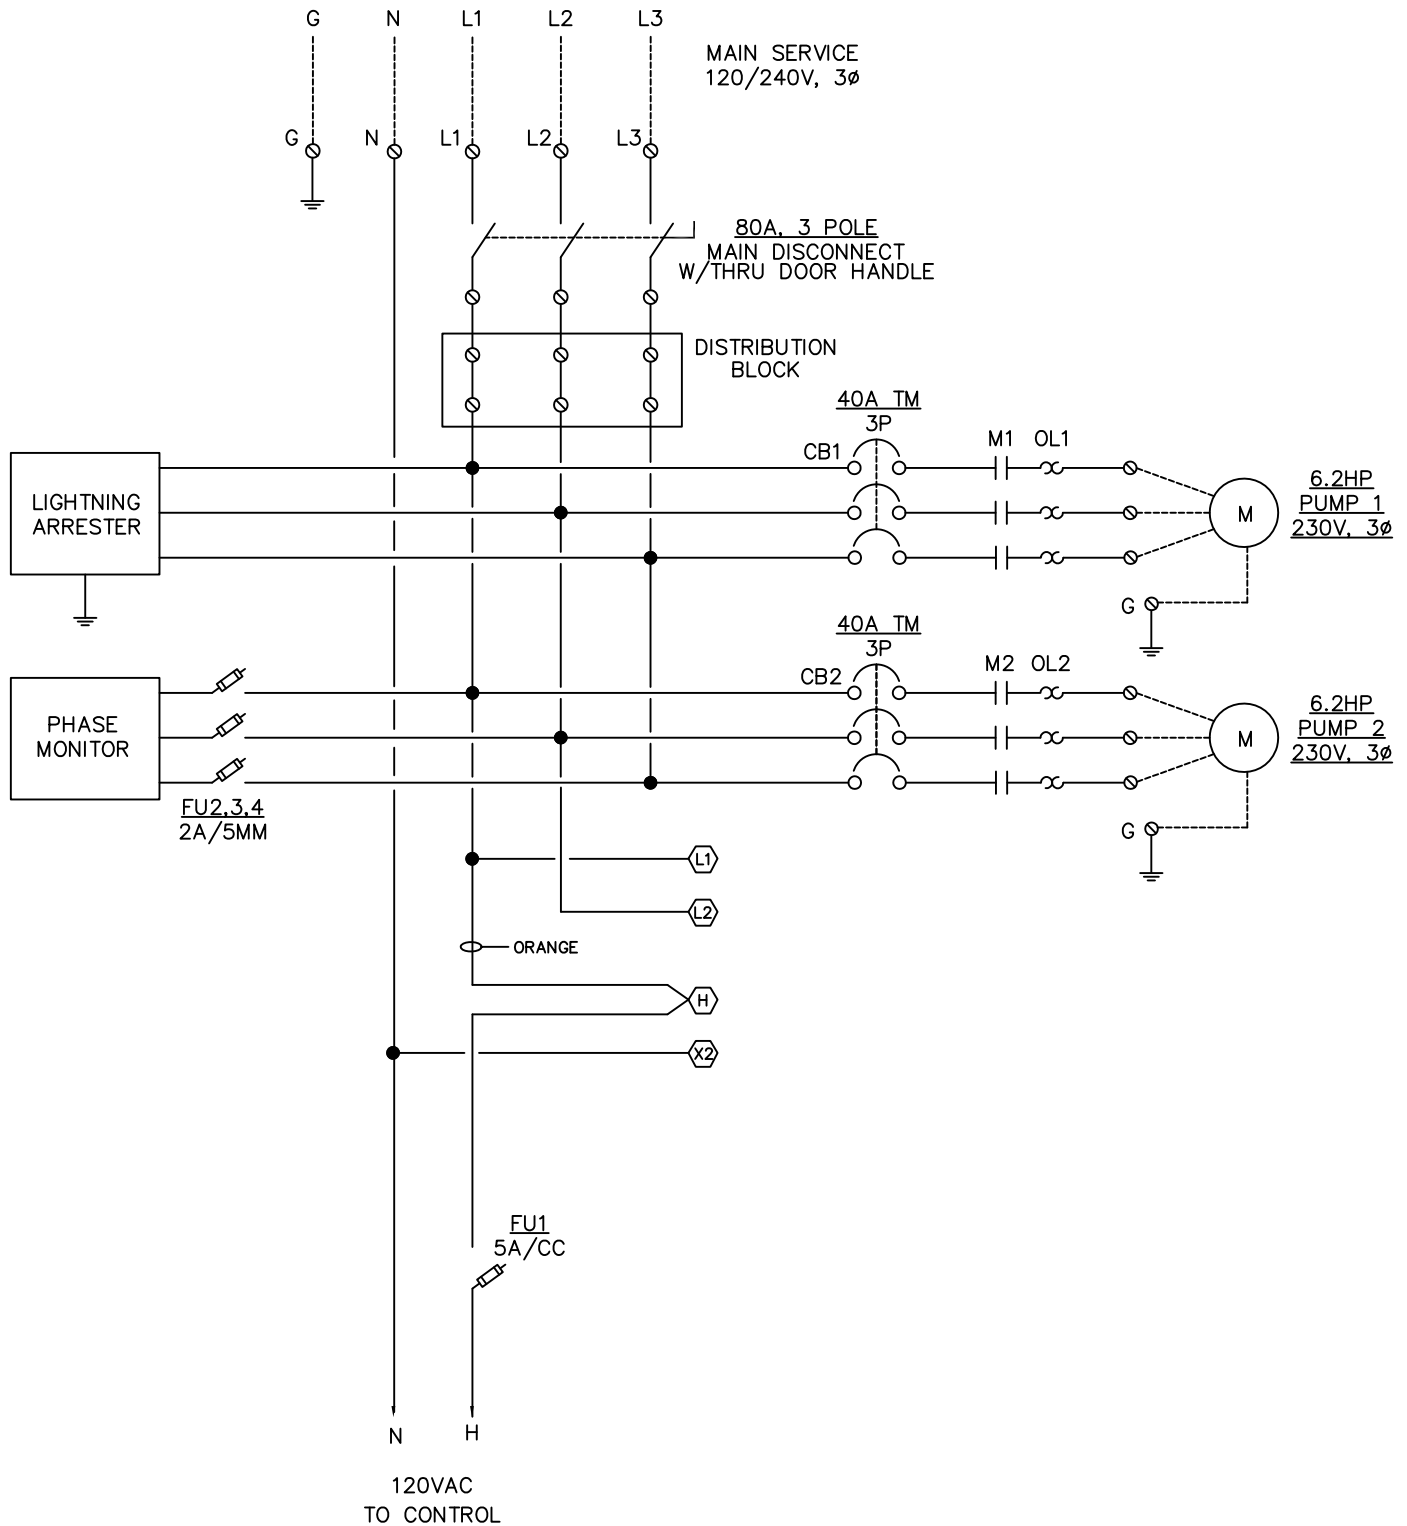 G N L1 L2 L3
MAIN SERVICE
120/240V, 3ø
G N L1 L2 L3
80A, 3 POLE
MAIN DISCONNECT
W/THRU DOOR HANDLE
DISTRIBUTION
BLOCK
40A TM
3P
CB1
M1 OL1
LIGHTNING
ARRESTER
M
6.2HP
PUMP 1
230V, 3ø
G
40A TM
3P
CB2
M2 OL2
PHASE
MONITOR
M
6.2HP
PUMP 2
230V, 3ø
FU2,3,4
2A/5MM
G
L1
L2
ORANGE
H
X2
FU1
5A/CC
N H
120VAC
TO CONTROL